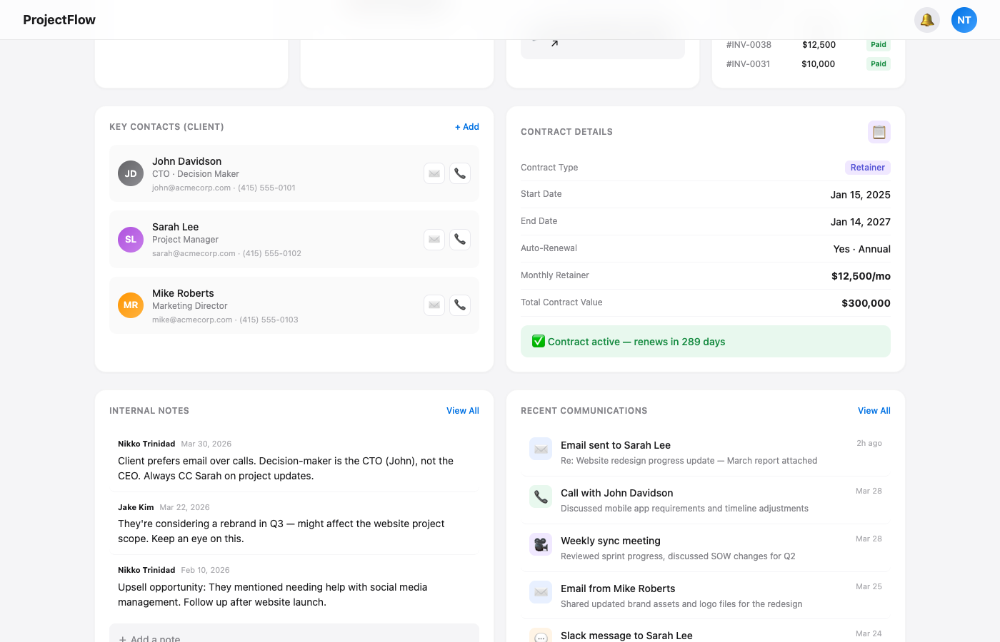 ProjectFlow
NT
#INV-0038 $12,500 Paid
#INV-0031 $10,000 Paid
KEY CONTACTS (CLIENT) + Add
JD
John Davidson
CTO · Decision Maker
john@acmecorp.com · (415) 555-0101
SL
Sarah Lee
Project Manager
sarah@acmecorp.com · (415) 555-0102
MR
Mike Roberts
Marketing Director
mike@acmecorp.com · (415) 555-0103
CONTRACT DETAILS
Contract Type Retainer
Start Date Jan 15, 2025
End Date Jan 14, 2027
Auto-Renewal Yes · Annual
Monthly Retainer $12,500/mo
Total Contract Value $300,000
Contract active — renews in 289 days
INTERNAL NOTES View All
Nikko Trinidad Mar 30, 2026
Client prefers email over calls. Decision-maker is the CTO (John), not the
CEO. Always CC Sarah on project updates.
Jake Kim Mar 22, 2026
They're considering a rebrand in Q3 — might affect the website project
scope. Keep an eye on this.
Nikko Trinidad Feb 10, 2026
Upsell opportunity: They mentioned needing help with social media
management. Follow up after website launch.
+ Add a note
RECENT COMMUNICATIONS View All
Email sent to Sarah Lee 2h ago
Re: Website redesign progress update — March report attached
Call with John Davidson Mar 28
Discussed mobile app requirements and timeline adjustments
Weekly sync meeting Mar 28
Reviewed sprint progress, discussed SOW changes for Q2
Email from Mike Roberts Mar 25
Shared updated brand assets and logo files for the redesign
Slack message to Sarah Lee Mar 24